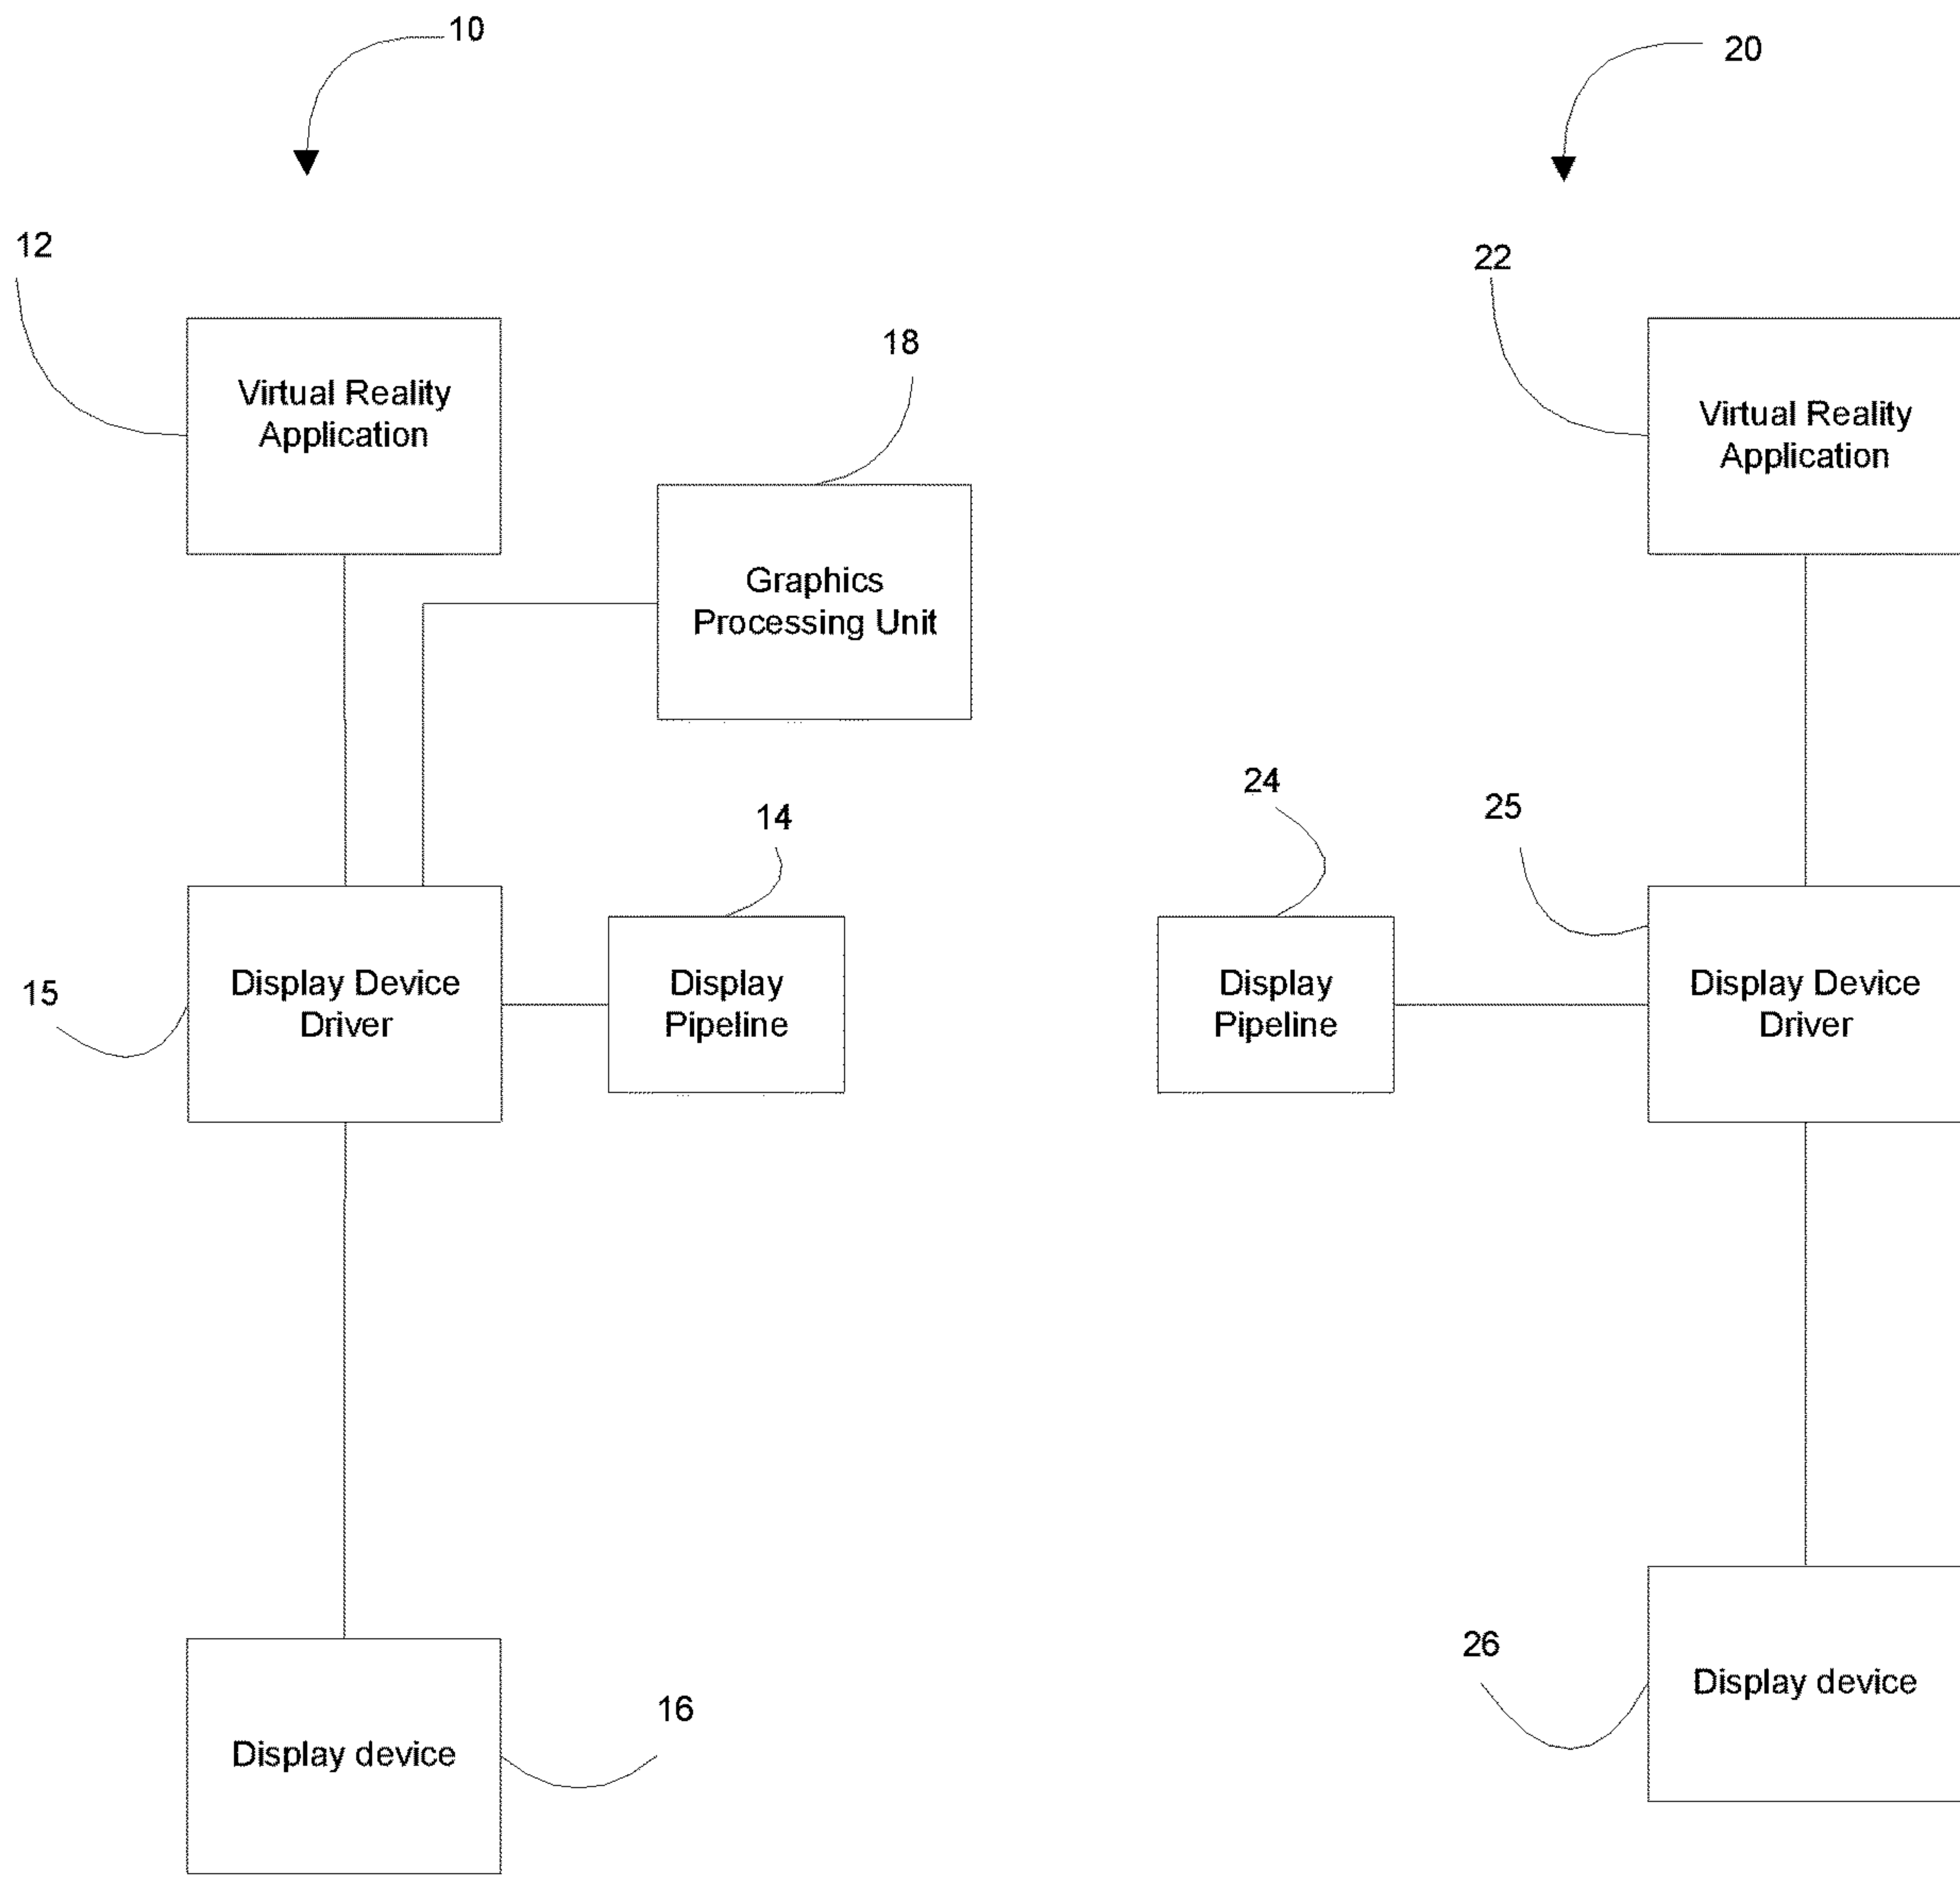 10
20
12
22
Virtual Reality
Application
18
Virtual Reality
Application
Graphics
Processing Unit
24
25
14
15
Display Device
Driver
Display
Pipeline
Display
Pipeline
Display Device
Driver
26
Display device
16
Display device